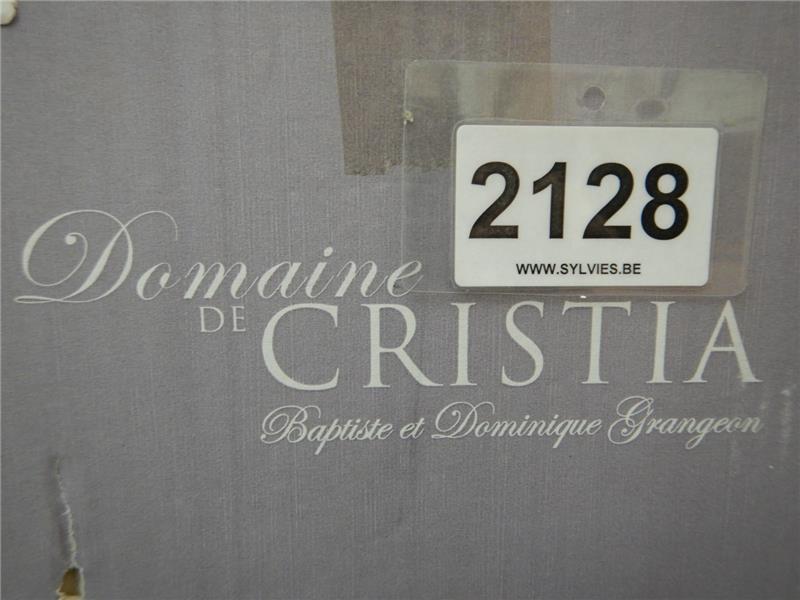 2128
WWW.SYLVIES.BE
Domaine
DE CRISTIA
Baptiste et Dominique Grangeon